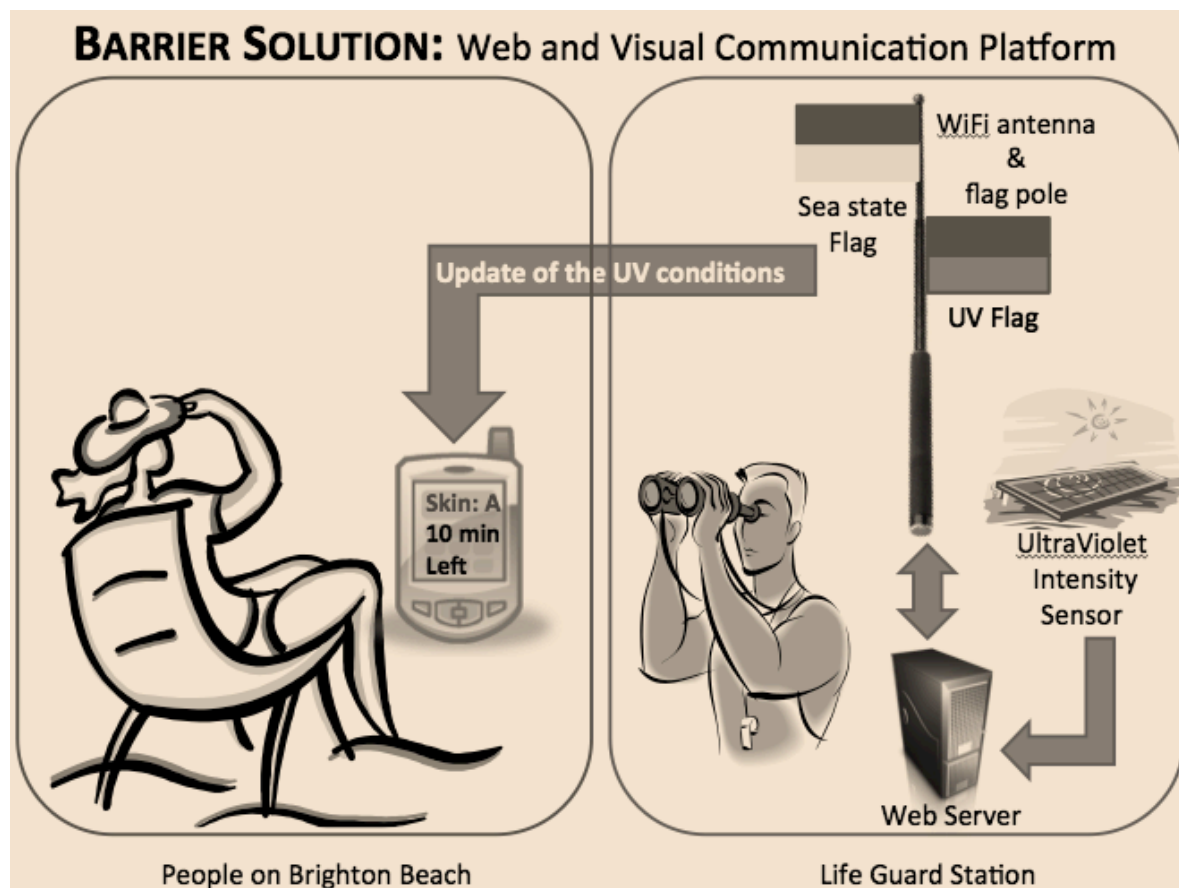 BARRIER SOLUTION: Web and Visual Communication Platform
WiFi antenna
&
flag pole
Sea state
Flag
Update of the UV conditions
UV Flag
Skin: A
10 min
Left
UltraViolet
Intensity
Sensor
Web Server
People on Brighton Beach
Life Guard Station